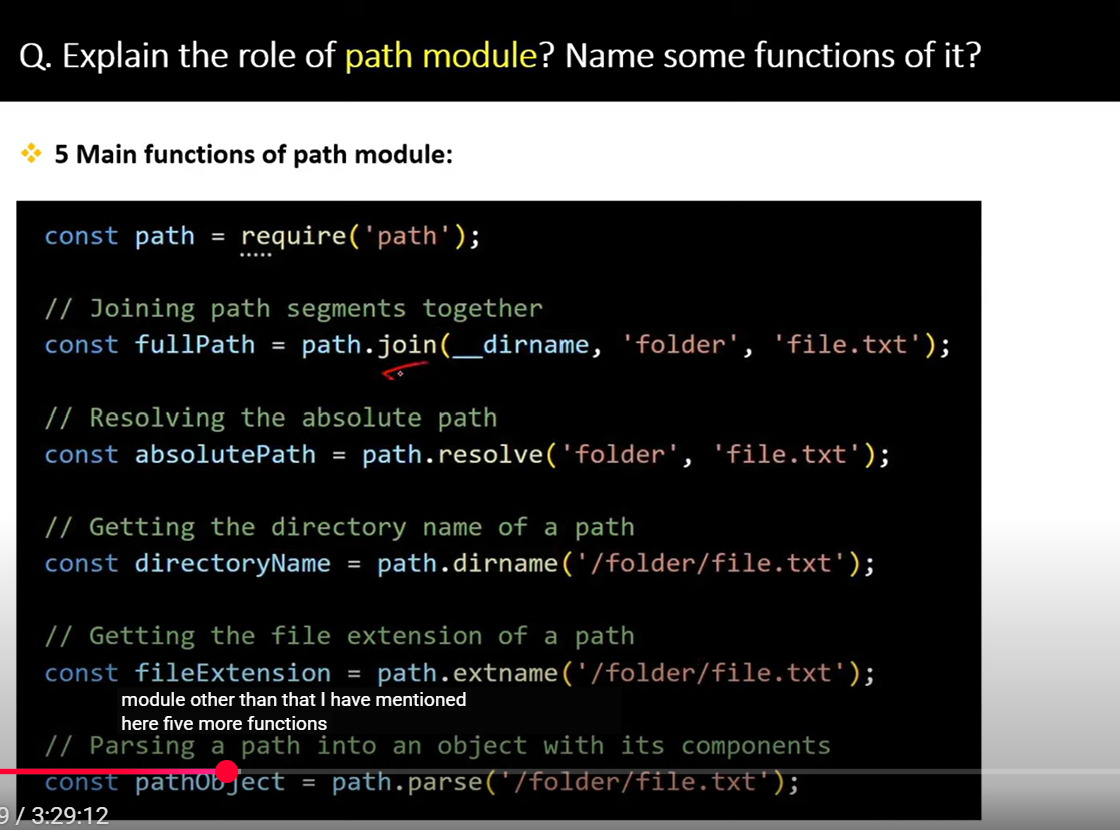 Q. Explain the role of path module? Name some functions of it?
5 Main functions of path module:
const path = require('path');
// Joining path segments together
const fullPath = path.join(__dirname, 'folder', 'file.txt');
// Resolving the absolute path
const absolutePath = path.resolve('folder', 'file.txt');
// Getting the directory name of a path
const directoryName = path.dirname('/folder/file.txt');
// Getting the file extension of a path
const fileExtension = path.extname('/folder/file.txt');
module other than that I have mentioned
here five more functions
// Parsing a path into an object with its components
const pathObject = path.parse('/folder/file.txt');
9 / 3:29:12